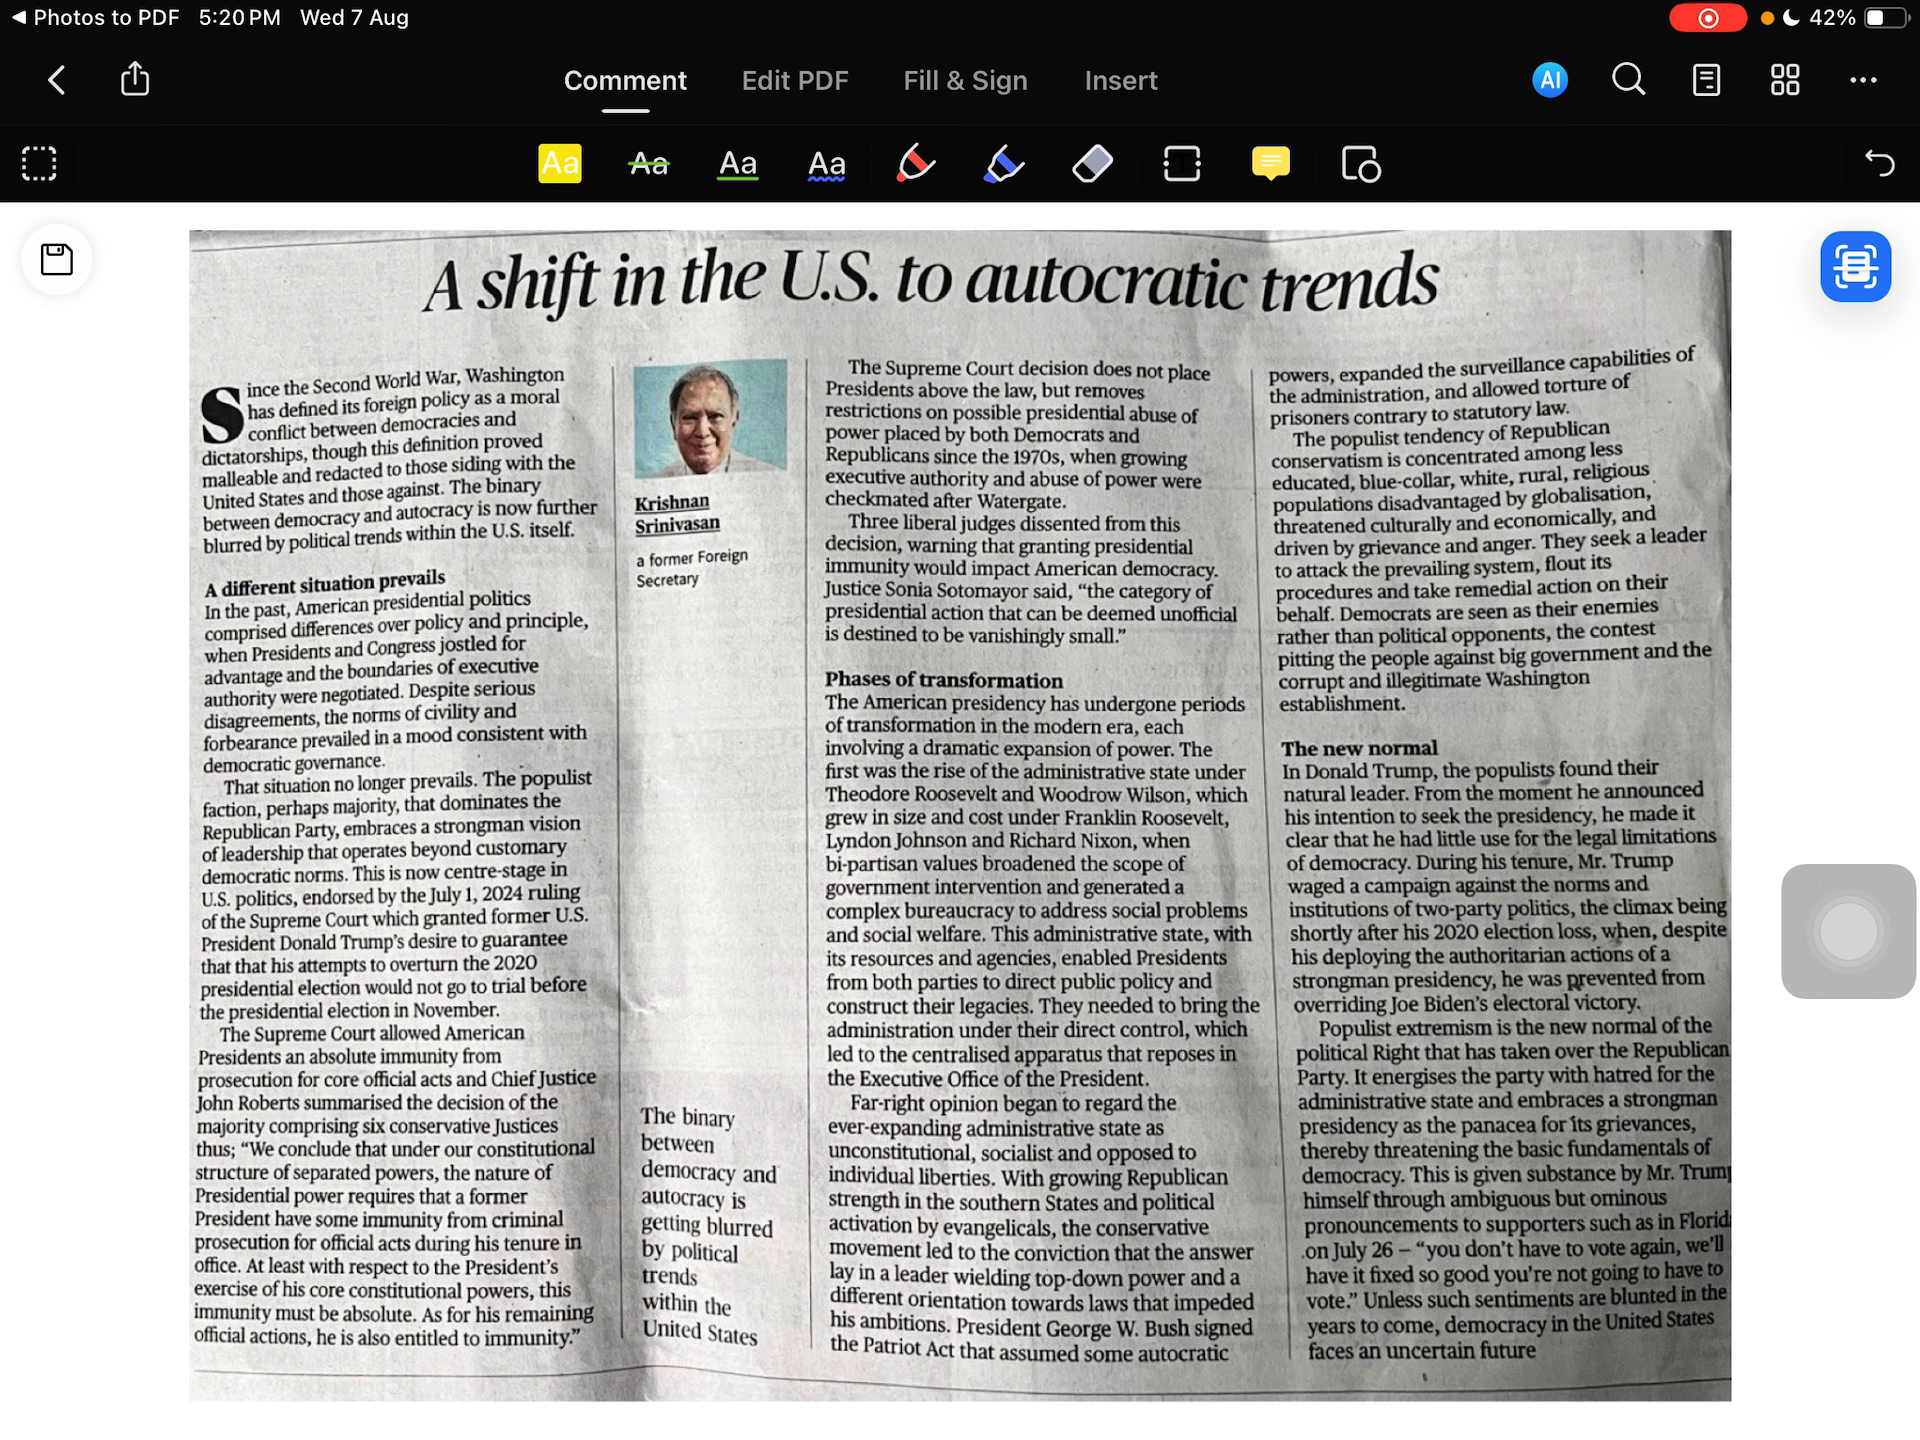 ◀ Photos to PDF 5:20 PM Wed 7 Aug
42%
Comment
Edit PDF
Fill & Sign
Insert
AI
Aa
Aa
Aa
Aa
T
A shift in the U.S. to autocratic trends
Since the Second World War, Washington
has defined its foreign policy as a moral
conflict between democracies and
dictatorships, though this definition proved
malleable and redacted to those siding with the
United States and those against. The binary
between democracy and autocracy is now further
blurred by political trends within the U.S. itself.
A different situation prevails
In the past, American presidential politics
comprised differences over policy and principle,
when Presidents and Congress jostled for
advantage and the boundaries of executive
authority were negotiated. Despite serious
disagreements, the norms of civility and
forbearance prevailed in a mood consistent with
democratic governance.
That situation no longer prevails. The populist
faction, perhaps majority, that dominates the
Republican Party, embraces a strongman vision
of leadership that operates beyond customary
democratic norms. This is now centre-stage in
U.S. politics, endorsed by the July 1, 2024 ruling
of the Supreme Court which granted former U.S.
President Donald Trump's desire to guarantee
that that his attempts to overturn the 2020
presidential election would not go to trial before
the presidential election in November.
The Supreme Court allowed American
Presidents an absolute immunity from
prosecution for core official acts and Chief Justice
John Roberts summarised the decision of the
majority comprising six conservative Justices
thus; "We conclude that under our constitutional
structure of separated powers, the nature of
Presidential power requires that a former
President have some immunity from criminal
prosecution for official acts during his tenure in
office. At least with respect to the President's
exercise of his core constitutional powers, this
immunity must be absolute. As for his remaining
official actions, he is also entitled to immunity."
Krishnan
Srinivasan
a former Foreign
Secretary
The binary
between
democracy and
autocracy is
getting blurred
by political
trends
within the
United States
The Supreme Court decision does not place
Presidents above the law, but removes
restrictions on possible presidential abuse of
power placed by both Democrats and
Republicans since the 1970s, when growing
executive authority and abuse of power were
checkmated after Watergate.
Three liberal judges dissented from this
decision, warning that granting presidential
immunity would impact American democracy.
Justice Sonia Sotomayor said, "the category of
presidential action that can be deemed unofficial
is destined to be vanishingly small."
Phases of transformation
The American presidency has undergone periods
of transformation in the modern era, each
involving a dramatic expansion of power. The
first was the rise of the administrative state under
Theodore Roosevelt and Woodrow Wilson, which
grew in size and cost under Franklin Roosevelt,
Lyndon Johnson and Richard Nixon, when
bi-partisan values broadened the scope of
government intervention and generated a
complex bureaucracy to address social problems
and social welfare. This administrative state, with
its resources and agencies, enabled Presidents
from both parties to direct public policy and
construct their legacies. They needed to bring the
administration under their direct control, which
led to the centralised apparatus that reposes in
the Executive Office of the President.
Far-right opinion began to regard the
ever-expanding administrative state as
unconstitutional, socialist and opposed to
individual liberties. With growing Republican
strength in the southern States and political
activation by evangelicals, the conservative
movement led to the conviction that the answer
lay in a leader wielding top-down power and a
different orientation towards laws that impeded
his ambitions. President George W. Bush signed
the Patriot Act that assumed some autocratic
powers, expanded the surveillance capabilities of
the administration, and allowed torture of
prisoners contrary to statutory law.
The populist tendency of Republican
conservatism is concentrated among less
educated, blue-collar, white, rural, religious
populations disadvantaged by globalisation,
threatened culturally and economically, and
driven by grievance and anger. They seek a leader
to attack the prevailing system, flout its
procedures and take remedial action on their
behalf. Democrats are seen as their enemies
rather than political opponents, the contest
pitting the people against big government and the
corrupt and illegitimate Washington
establishment.
The new normal
In Donald Trump, the populists found their
natural leader. From the moment he announced
his intention to seek the presidency, he made it
clear that he had little use for the legal limitations
of democracy. During his tenure, Mr. Trump
waged a campaign against the norms and
institutions of two-party politics, the climax being
shortly after his 2020 election loss, when, despite
his deploying the authoritarian actions of a
strongman presidency, he was prevented from
overriding Joe Biden's electoral victory.
Populist extremism is the new normal of the
political Right that has taken over the Republican
Party. It energises the party with hatred for the
administrative state and embraces a strongman
presidency as the panacea for its grievances,
thereby threatening the basic fundamentals of
democracy. This is given substance by Mr. Trump
himself through ambiguous but ominous
pronouncements to supporters such as in Florida
on July 26 – "you don't have to vote again, we'll
have it fixed so good you're not going to have to
vote." Unless such sentiments are blunted in the
years to come, democracy in the United States
faces an uncertain future